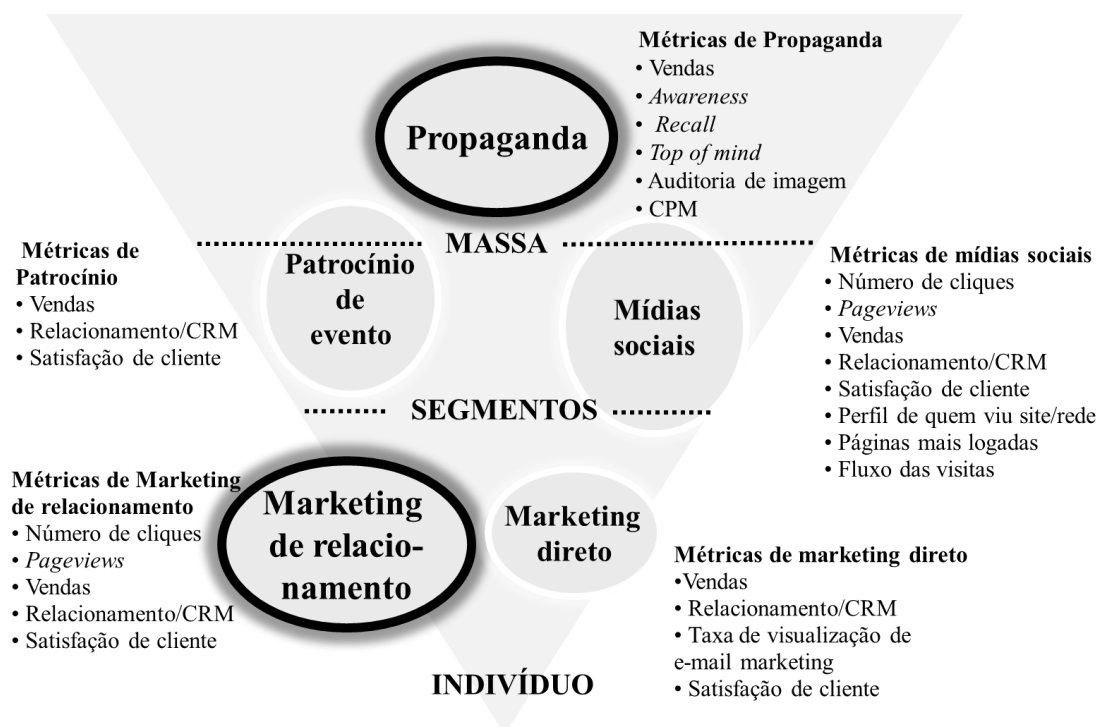 Métricas de Propaganda
• Vendas
• Awareness
• Recall
• Top of mind
• Auditoria de imagem
• CPM
Propaganda
MASSA
Métricas de
Patrocínio
• Vendas
• Relacionamento/CRM
• Satisfação de cliente
Patrocínio
de
evento
Mídias
sociais
Métricas de mídias sociais
• Número de cliques
• Pageviews
• Vendas
• Relacionamento/CRM
• Satisfação de cliente
• Perfil de quem viu site/rede
• Páginas mais logadas
• Fluxo das visitas
SEGMENTOS
Métricas de Marketing
de relacionamento
• Número de cliques
• Pageviews
• Vendas
• Relacionamento/CRM
• Satisfação de cliente
Marketing
de relacio-
namento
Marketing
direto
Métricas de marketing direto
•Vendas
• Relacionamento/CRM
• Taxa de visualização de
e-mail marketing
• Satisfação de cliente
INDIVÍDUO